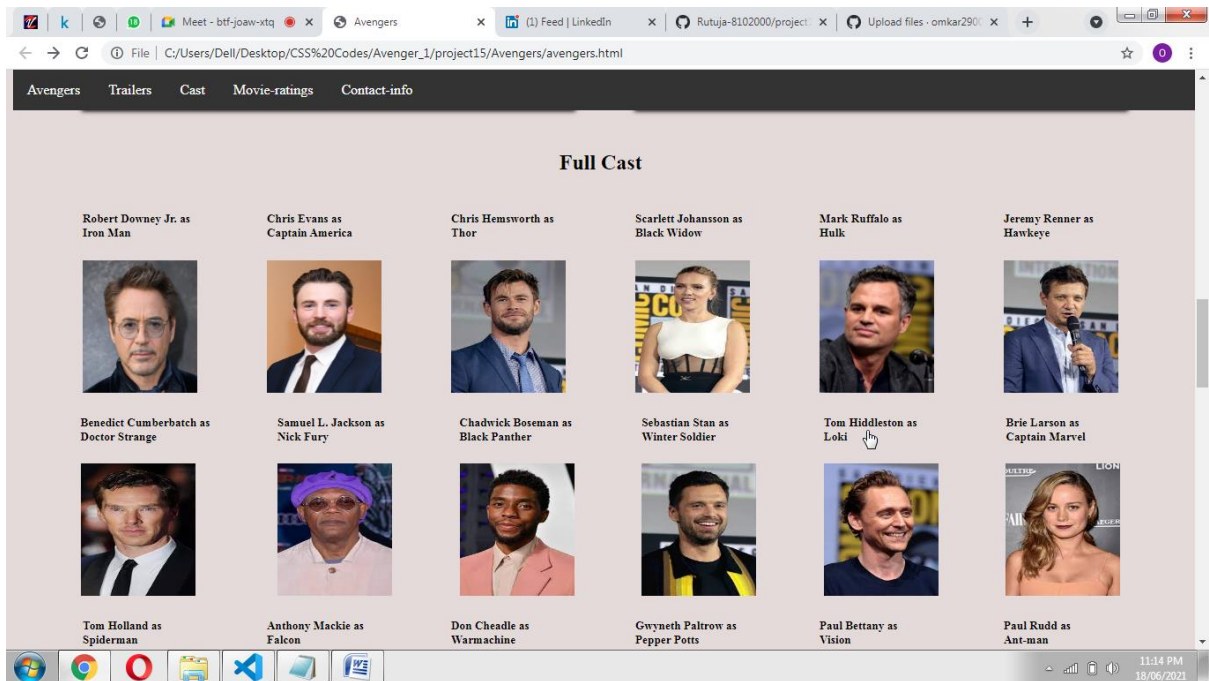 Meet - btf-joaw-xtq
Avengers
(1) Feed | LinkedIn
Rutuja-8102000/project
Upload files · omkar290
File | C:/Users/Dell/Desktop/CSS%20Codes/Avenger_1/project15/Avengers/avengers.html
O
Avengers Trailers Cast Movie-ratings Contact-info
Full Cast
Robert Downey Jr. as
Iron Man
Chris Evans as
Captain America
Chris Hemsworth as
Thor
Scarlett Johansson as
Black Widow
Mark Ruffalo as
Hulk
Jeremy Renner as
Hawkeye
Benedict Cumberbatch as
Doctor Strange
Samuel L. Jackson as
Nick Fury
Chadwick Boseman as
Black Panther
Sebastian Stan as
Winter Soldier
Tom Hiddleston as
Loki
Brie Larson as
Captain Marvel
Tom Holland as
Spiderman
Anthony Mackie as
Falcon
Don Cheadle as
Warmachine
Gwyneth Paltrow as
Pepper Potts
Paul Bettany as
Vision
Paul Rudd as
Ant-man
11:14 PM
18/06/2021